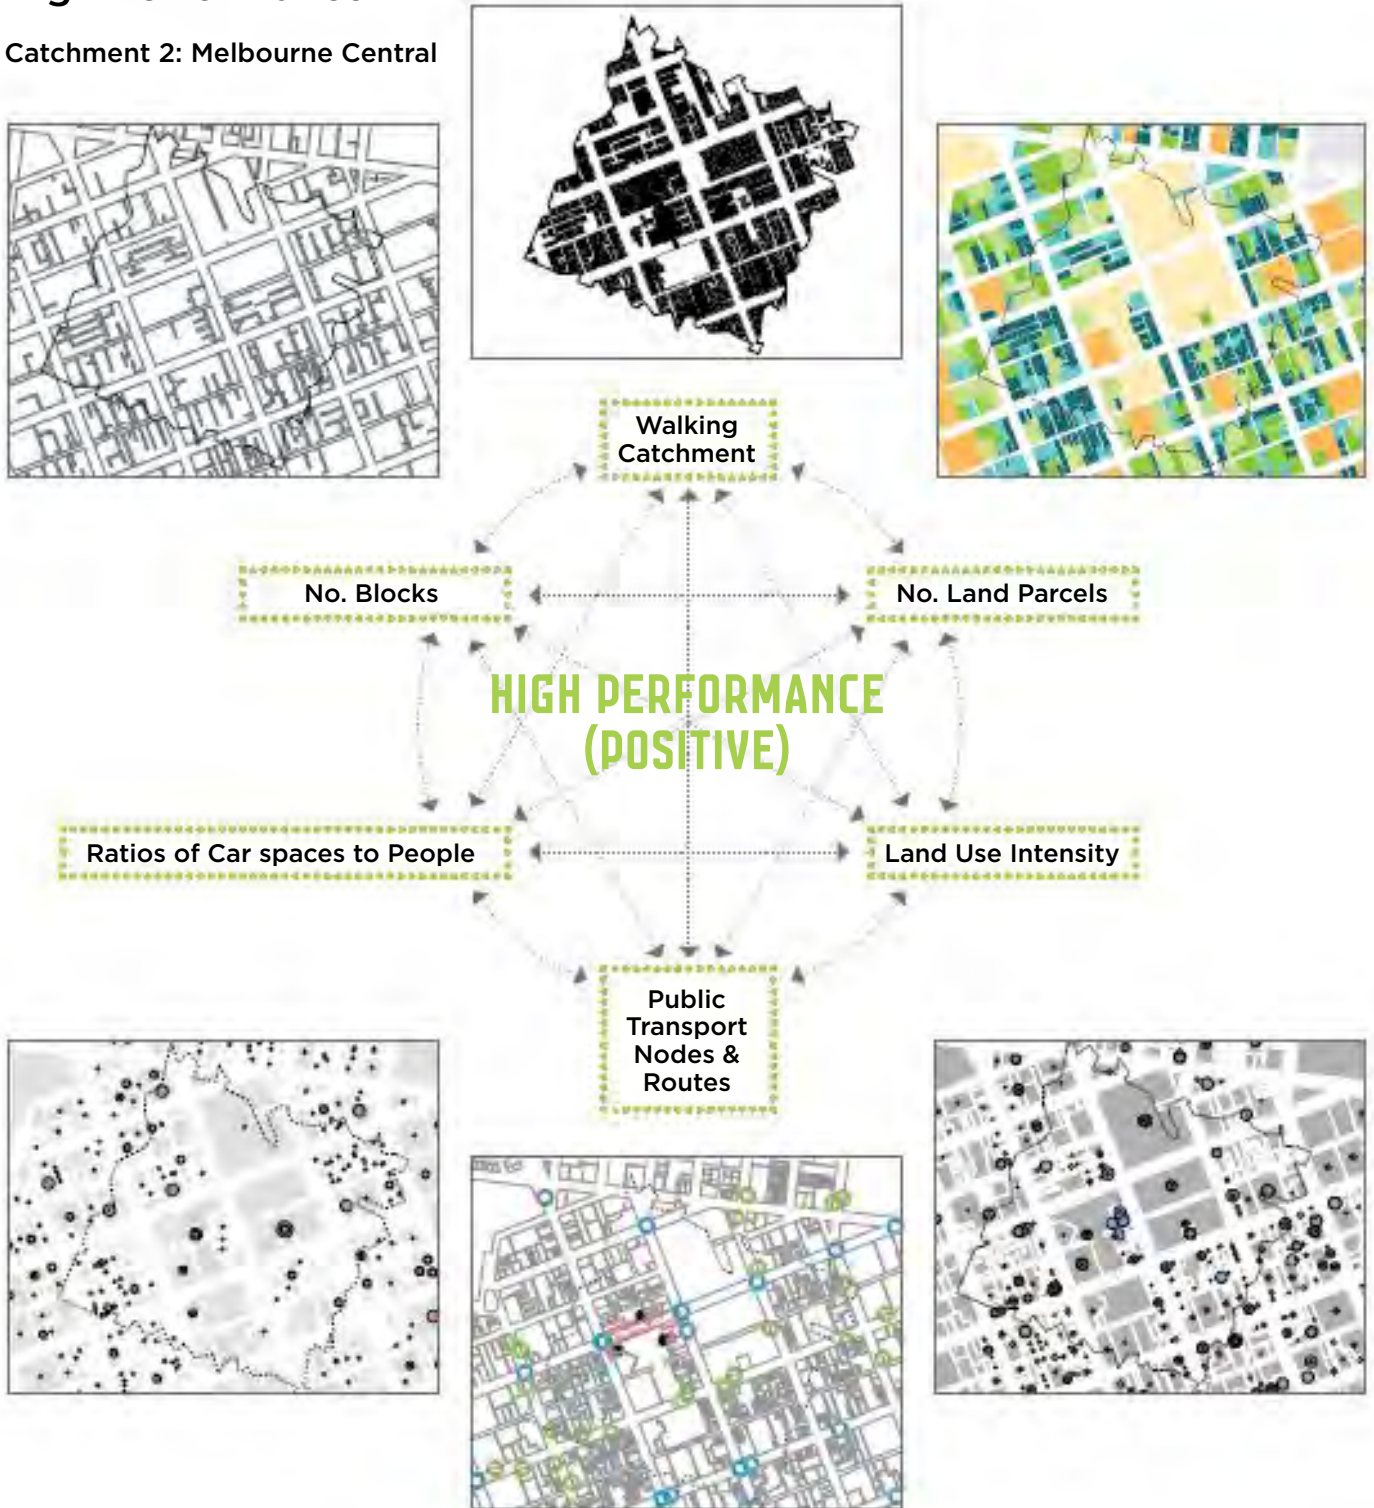 Catchment 2: Melbourne Central
Walking
Catchment
No. Blocks
No. Land Parcels
HIGH PERFORMANCE
(POSITIVE)
Ratios of Car spaces to People
Land Use Intensity
Public
Transport
Nodes &
Routes